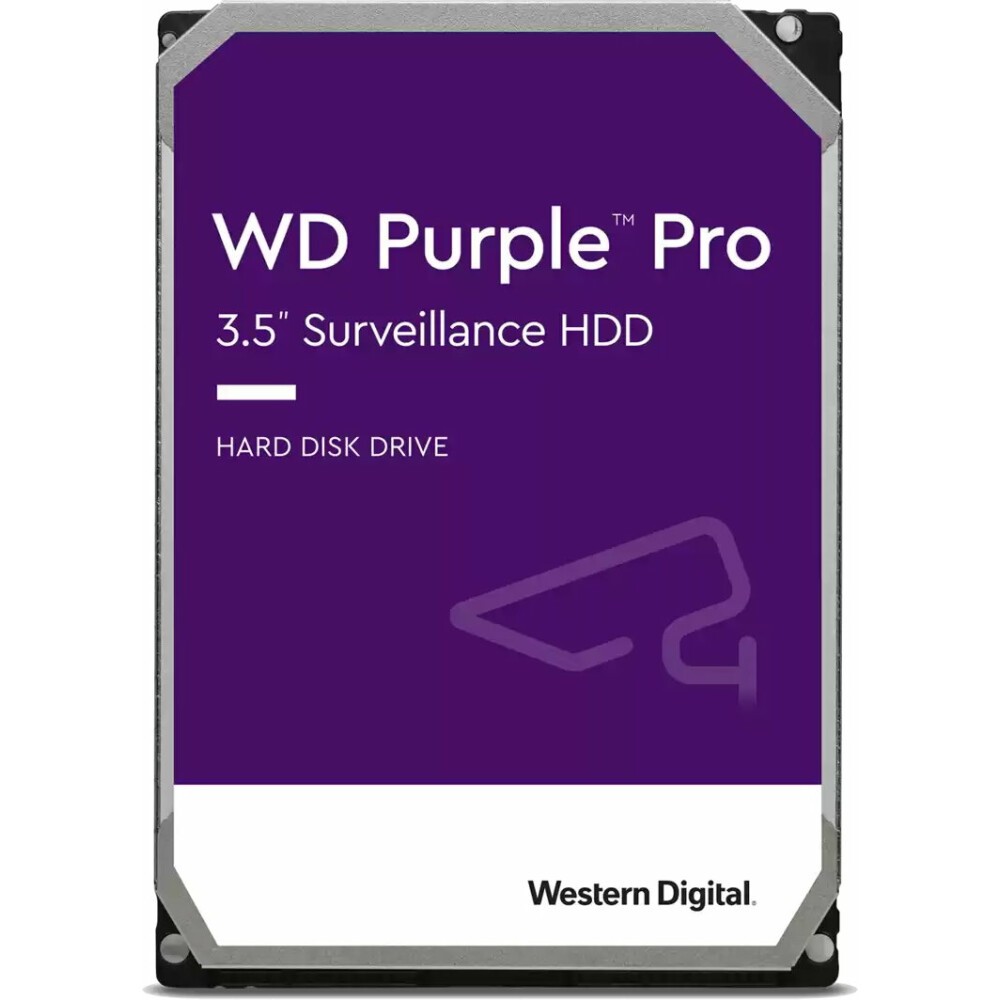 WD Purple™ Pro
3.5" Surveillance HDD
HARD DISK DRIVE
Western Digital.